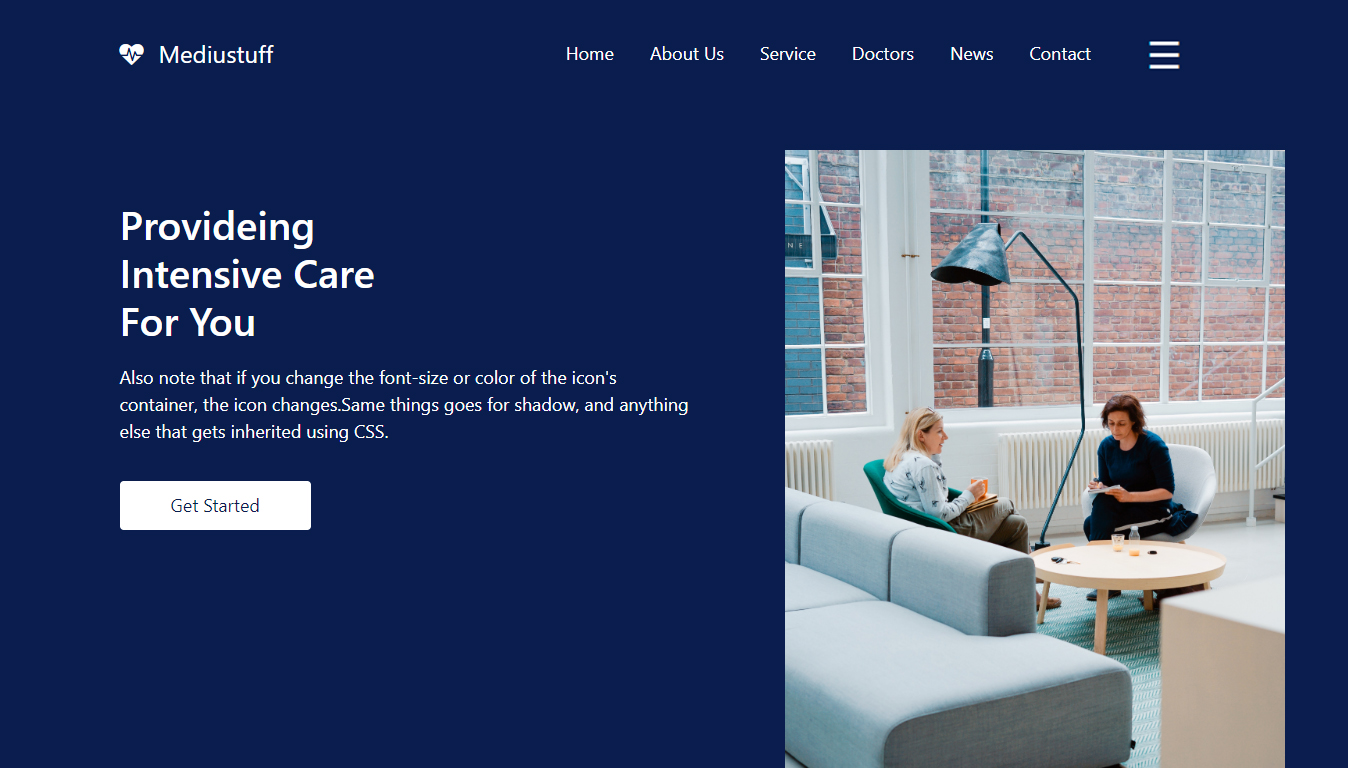 Mediustuff
Home About Us Service Doctors News Contact
Provideing
Intensive Care
For You
Also note that if you change the font-size or color of the icon's
container, the icon changes.Same things goes for shadow, and anything
else that gets inherited using CSS.
Get Started